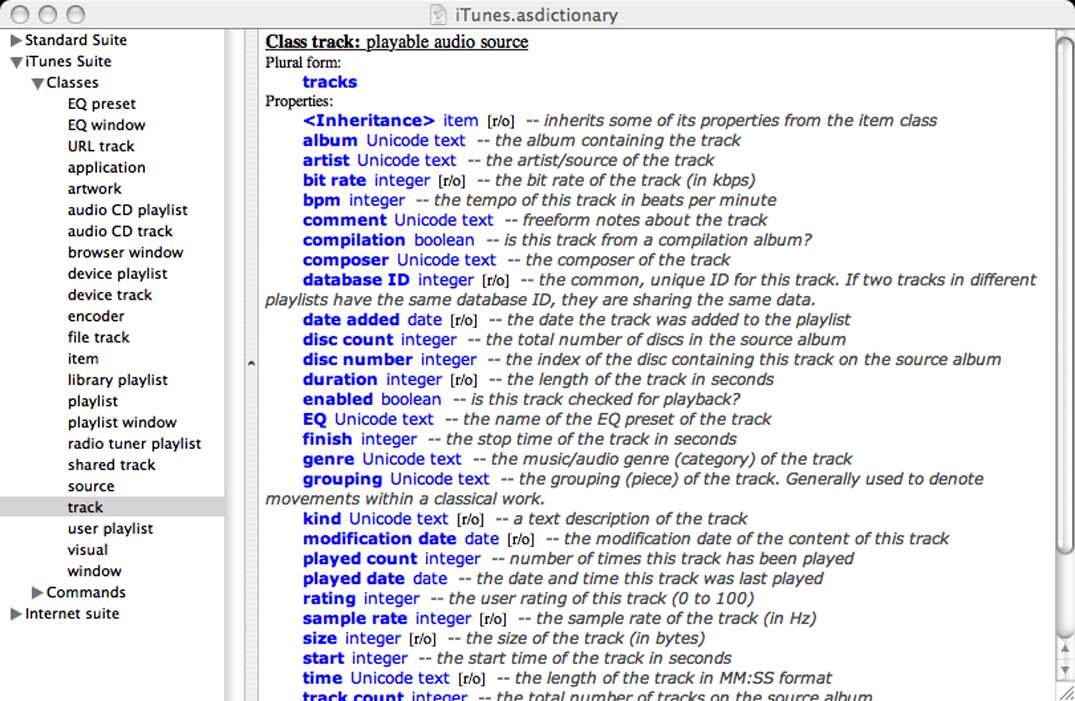 iTunes.asdictionary
Standard Suite
iTunes Suite
Classes
EQ preset
EQ window
URL track
application
artwork
audio CD playlist
audio CD track
browser window
device playlist
device track
encoder
file track
item
library playlist
playlist
playlist window
radio tuner playlist
shared track
source
track
user playlist
visual
window
Commands
Internet suite
Class track: playable audio source
Plural form:
tracks
Properties:
<Inheritance> item [r/o] -- inherits some of its properties from the item class
album Unicode text -- the album containing the track
artist Unicode text -- the artist/source of the track
bit rate integer [r/o] -- the bit rate of the track (in kbps)
bpm integer -- the tempo of this track in beats per minute
comment Unicode text -- freeform notes about the track
compilation boolean -- is this track from a compilation album?
composer Unicode text -- the composer of the track
database ID integer [r/o] -- the common, unique ID for this track. If two tracks in different
playlists have the same database ID, they are sharing the same data.
date added date [r/o] -- the date the track was added to the playlist
disc count integer -- the total number of discs in the source album
disc number integer -- the index of the disc containing this track on the source album
duration integer [r/o] -- the length of the track in seconds
enabled boolean -- is this track checked for playback?
EQ Unicode text -- the name of the EQ preset of the track
finish integer -- the stop time of the track in seconds
genre Unicode text -- the music/audio genre (category) of the track
grouping Unicode text -- the grouping (piece) of the track. Generally used to denote
movements within a classical work.
kind Unicode text [r/o] -- a text description of the track
modification date date [r/o] -- the modification date of the content of this track
played count integer -- number of times this track has been played
played date date -- the date and time this track was last played
rating integer -- the user rating of this track (0 to 100)
sample rate integer [r/o] -- the sample rate of the track (in Hz)
size integer [r/o] -- the size of the track (in bytes)
start integer -- the start time of the track in seconds
time Unicode text [r/o] -- the length of the track in MM:SS format
track count integer -- the total number of tracks on the source album